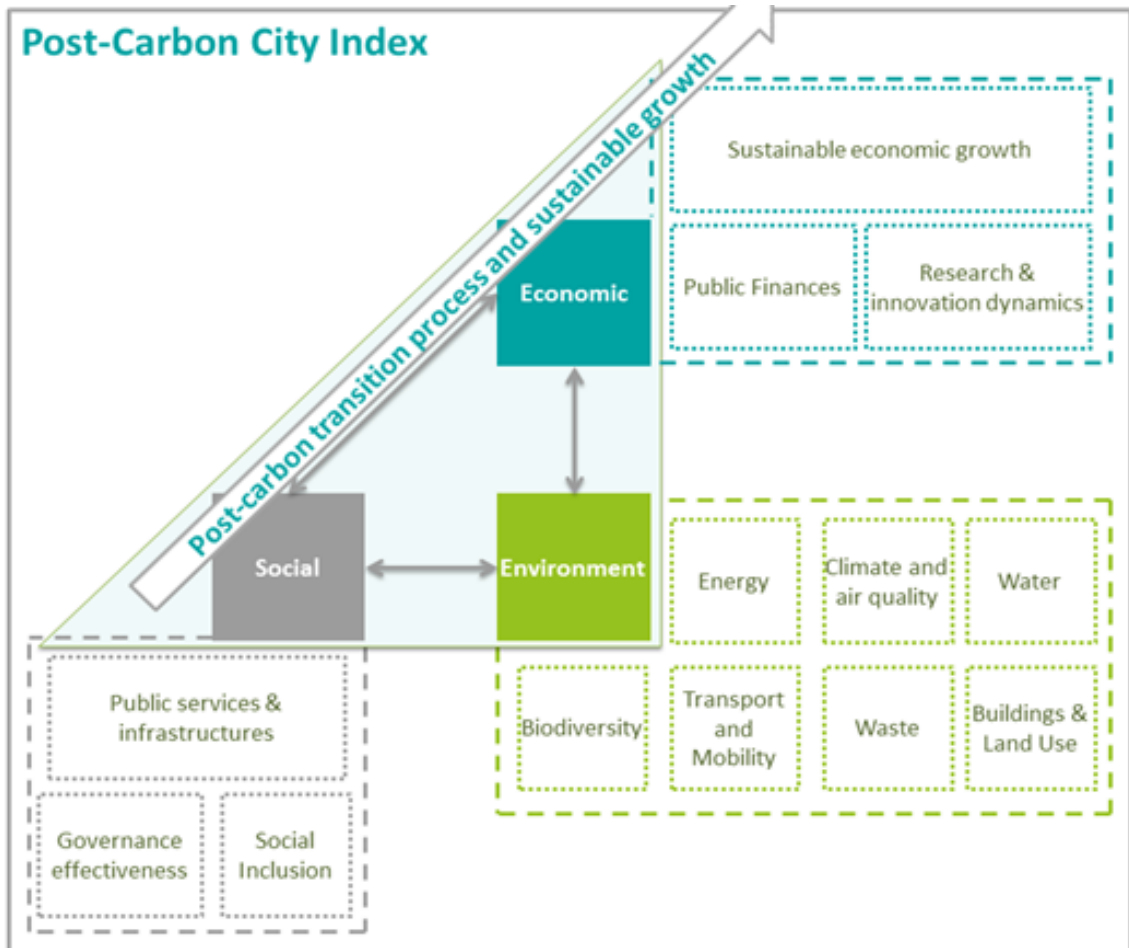 Post-Carbon City Index
Post-carbon transition process and sustainable growth
Sustainable economic growth
Public Finances
Research &
innovation dynamics
Economic
Social
Environment
Energy
Climate and
air quality
Water
Biodiversity
Transport
and
Mobility
Waste
Buildings &
Land Use
Public services &
infrastructures
Governance
effectiveness
Social
Inclusion